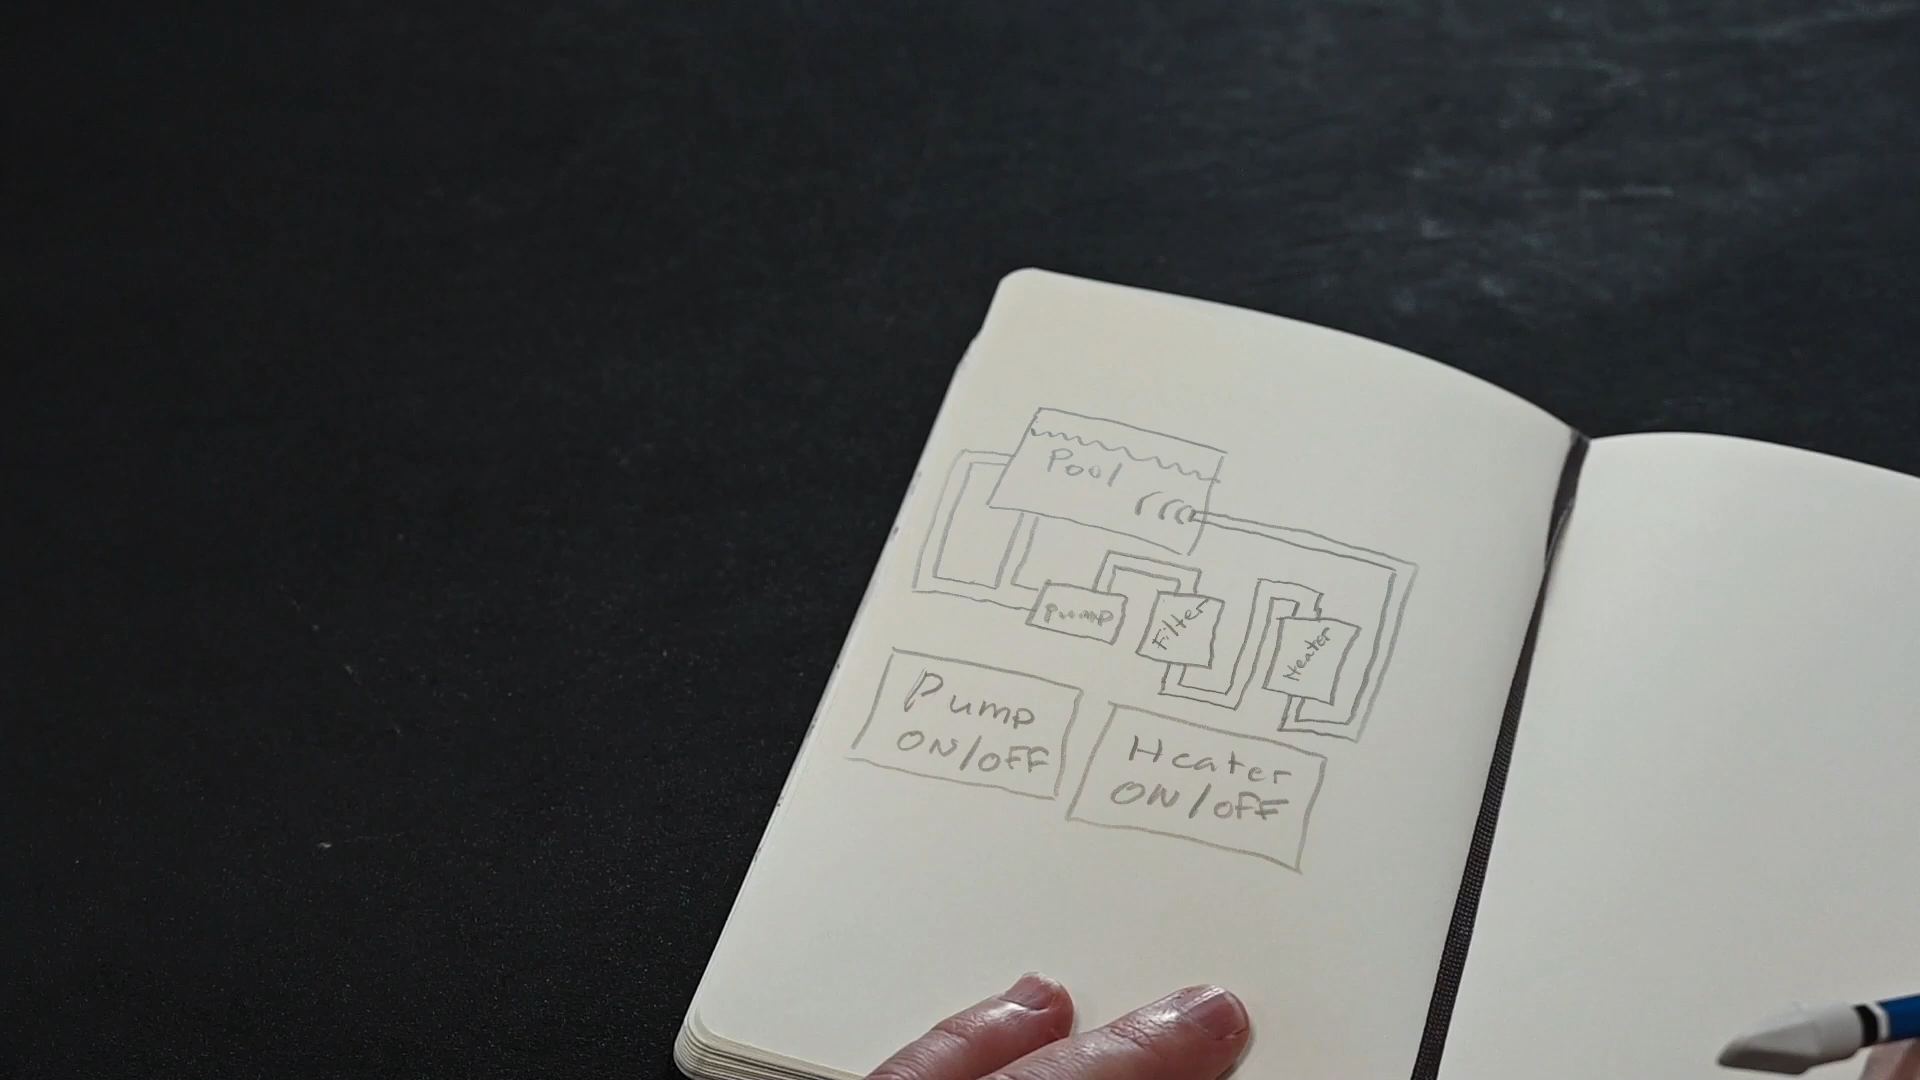 Pool
Pump
Filter
Heater
Pump
ON/OFF
Heater
ON/OFF